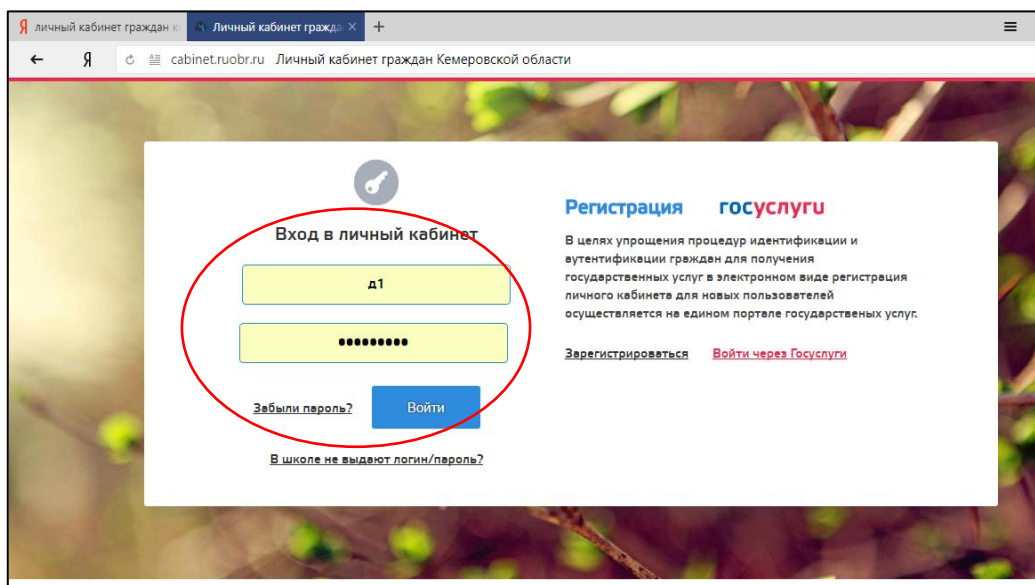 Я личный кабинет граждан к
Личный кабинет гражда × +
Я cabinet.ruobr.ru Личный кабинет граждан Кемеровской области
Вход в личный кабинет
д1
•••••••••
Забыли пароль? Войти
В школе не выдают логин/пароль?
Регистрация госуслуги
В целях упрощения процедур идентификации и
аутентификации граждан для получения
государственных услуг в электронном виде регистрация
личного кабинета для новых пользователей
осуществляется на едином портале государственых услуг.
Зарегистрироваться Войти через Госуслуги